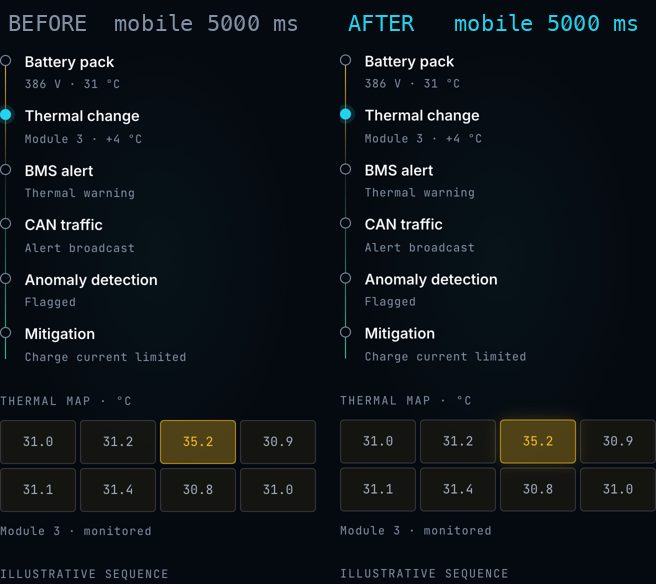 BEFORE mobile 5000 ms
Battery pack
386 V · 31 °C
Thermal change
Module 3 · +4 °C
BMS alert
Thermal warning
CAN traffic
Alert broadcast
Anomaly detection
Flagged
Mitigation
Charge current limited
THERMAL MAP · °C
31.0 31.2 35.2 30.9
31.1 31.4 30.8 31.0
Module 3 · monitored
ILLUSTRATIVE SEQUENCE
AFTER mobile 5000 ms
Battery pack
386 V · 31 °C
Thermal change
Module 3 · +4 °C
BMS alert
Thermal warning
CAN traffic
Alert broadcast
Anomaly detection
Flagged
Mitigation
Charge current limited
THERMAL MAP · °C
31.0 31.2 35.2 30.9
31.1 31.4 30.8 31.0
Module 3 · monitored
ILLUSTRATIVE SEQUENCE